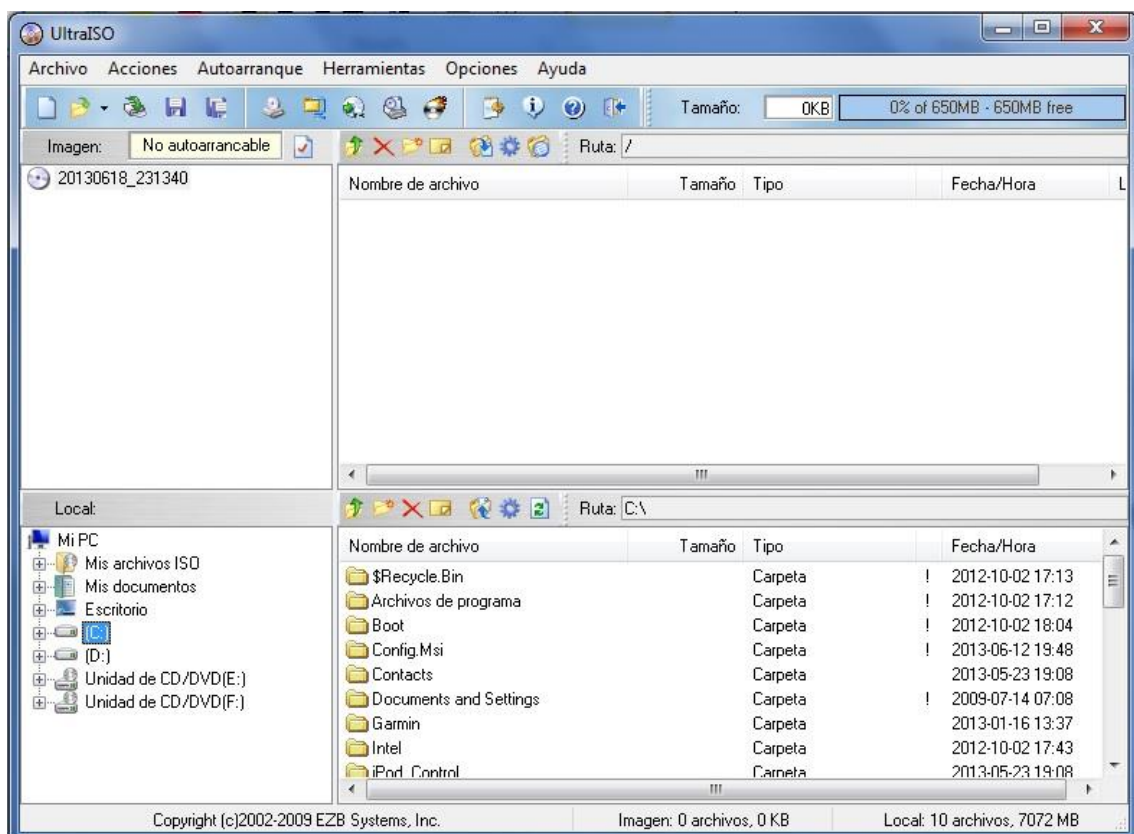 UltraISO
Archivo Acciones Autoarranque Herramientas Opciones Ayuda
Tamaño: 0KB 0% of 650MB - 650MB free
Imagen: No autoarrancable Ruta: /
20130618_231340
Nombre de archivo Tamaño Tipo Fecha/Hora L
Local: Ruta: C:\
Mi PC
Mis archivos ISO
Mis documentos
Escritorio
(C:)
(D:)
Unidad de CD/DVD(E:)
Unidad de CD/DVD(F:)
Nombre de archivo Tamaño Tipo Fecha/Hora
$Recycle.Bin Carpeta ! 2012-10-02 17:13
Archivos de programa Carpeta ! 2012-10-02 17:12
Boot Carpeta ! 2012-10-02 18:04
Config.Msi Carpeta ! 2013-06-12 19:48
Contacts Carpeta 2013-05-23 19:08
Documents and Settings Carpeta ! 2009-07-14 07:08
Garmin Carpeta 2013-01-16 13:37
Intel Carpeta 2012-10-02 17:43
iPod_Control Carpeta 2013-05-23 19:08
Copyright (c)2002-2009 EZB Systems, Inc. Imagen: 0 archivos, 0 KB Local: 10 archivos, 7072 MB